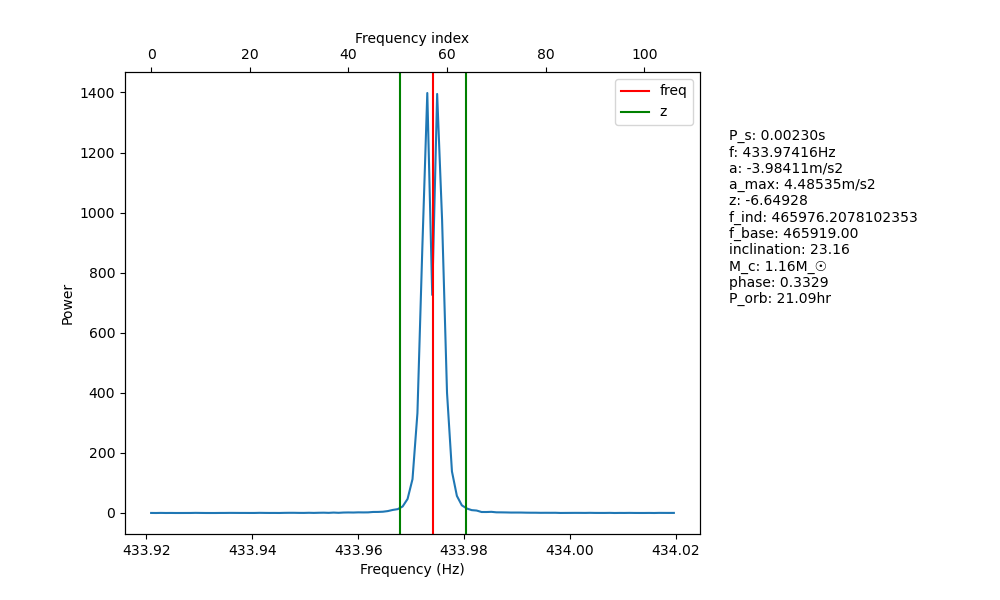 Frequency index
0 20 40 60 80 100
1400
1200
1000
800
600
400
200
0
Power
433.92 433.94 433.96 433.98 434.00 434.02
Frequency (Hz)
freq
z
P_s: 0.00230s
f: 433.97416Hz
a: -3.98411m/s2
a_max: 4.48535m/s2
z: -6.64928
f_ind: 465976.2078102353
f_base: 465919.00
inclination: 23.16
M_c: 1.16M_☉
phase: 0.3329
P_orb: 21.09hr